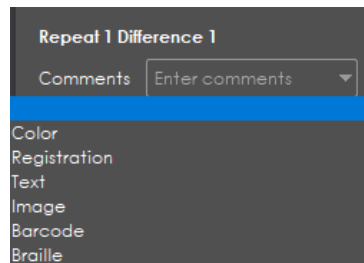 Repeat 1 Difference 1
Comments Enter comments
Color
Registration
Text
Image
Barcode
Braille